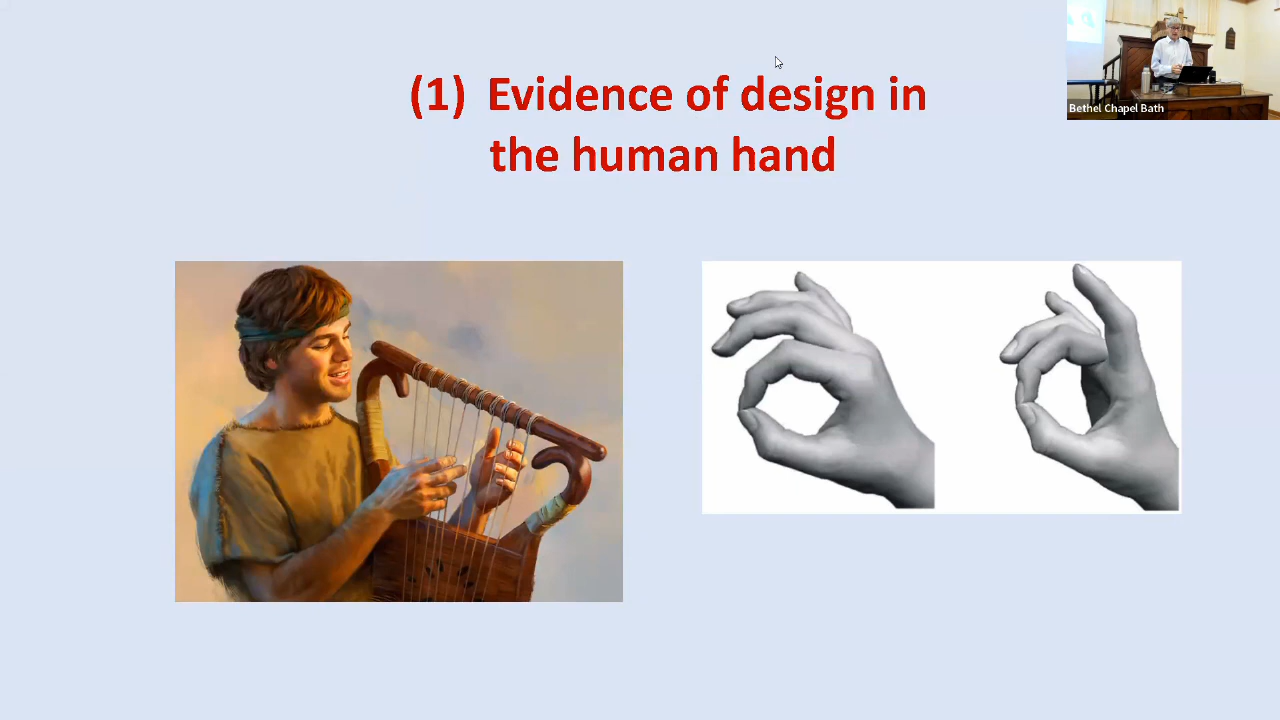 (1) Evidence of design in
the human hand
Bethel Chapel Bath